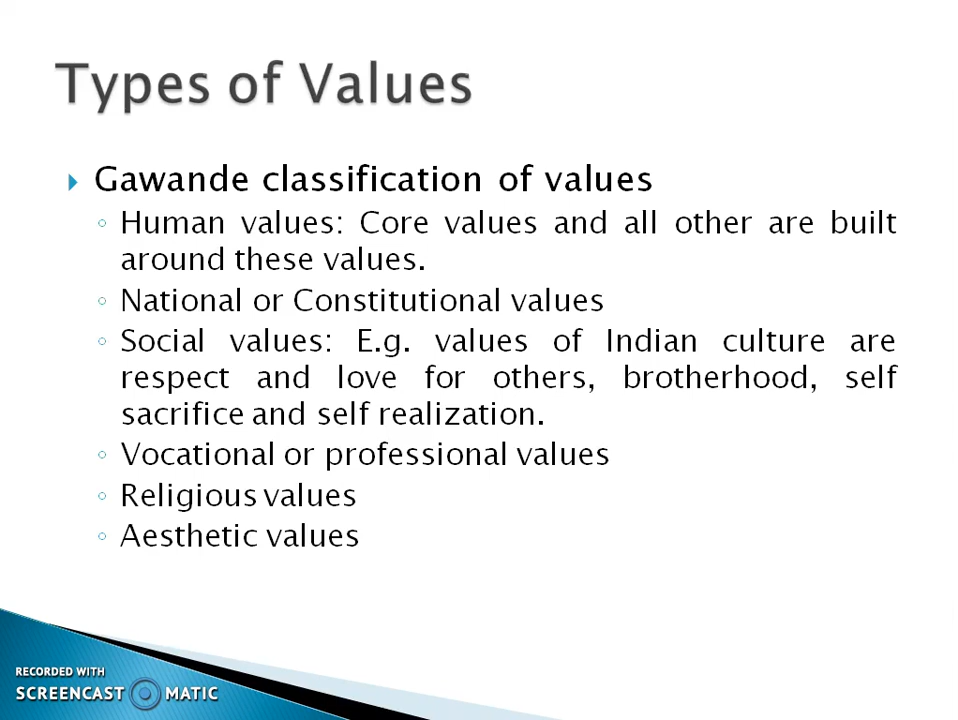 Types of Values
Gawande classification of values
Human values: Core values and all other are built
around these values.
National or Constitutional values
Social values: E.g. values of Indian culture are
respect and love for others, brotherhood, self
sacrifice and self realization.
Vocational or professional values
Religious values
Aesthetic values
RECORDED WITH
SCREENCAST MATIC